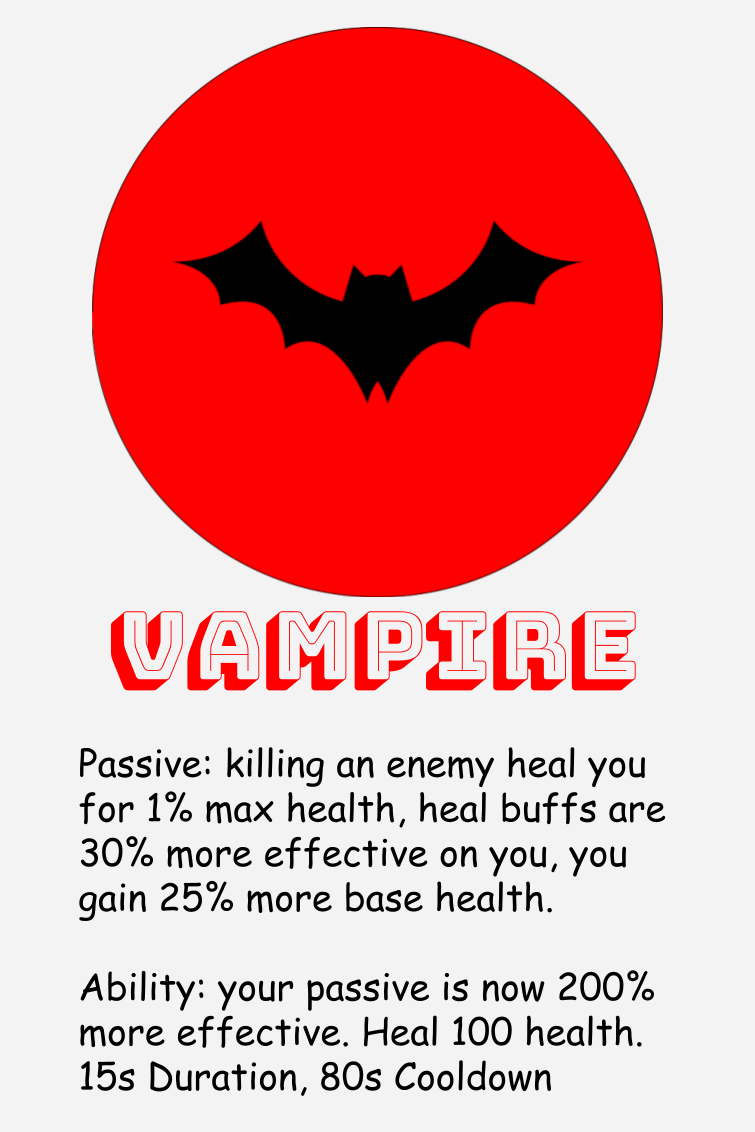 VAMPIRE
Passive: killing an enemy heal you
for 1% max health, heal buffs are
30% more effective on you, you
gain 25% more base health.
Ability: your passive is now 200%
more effective. Heal 100 health.
15s Duration, 80s Cooldown